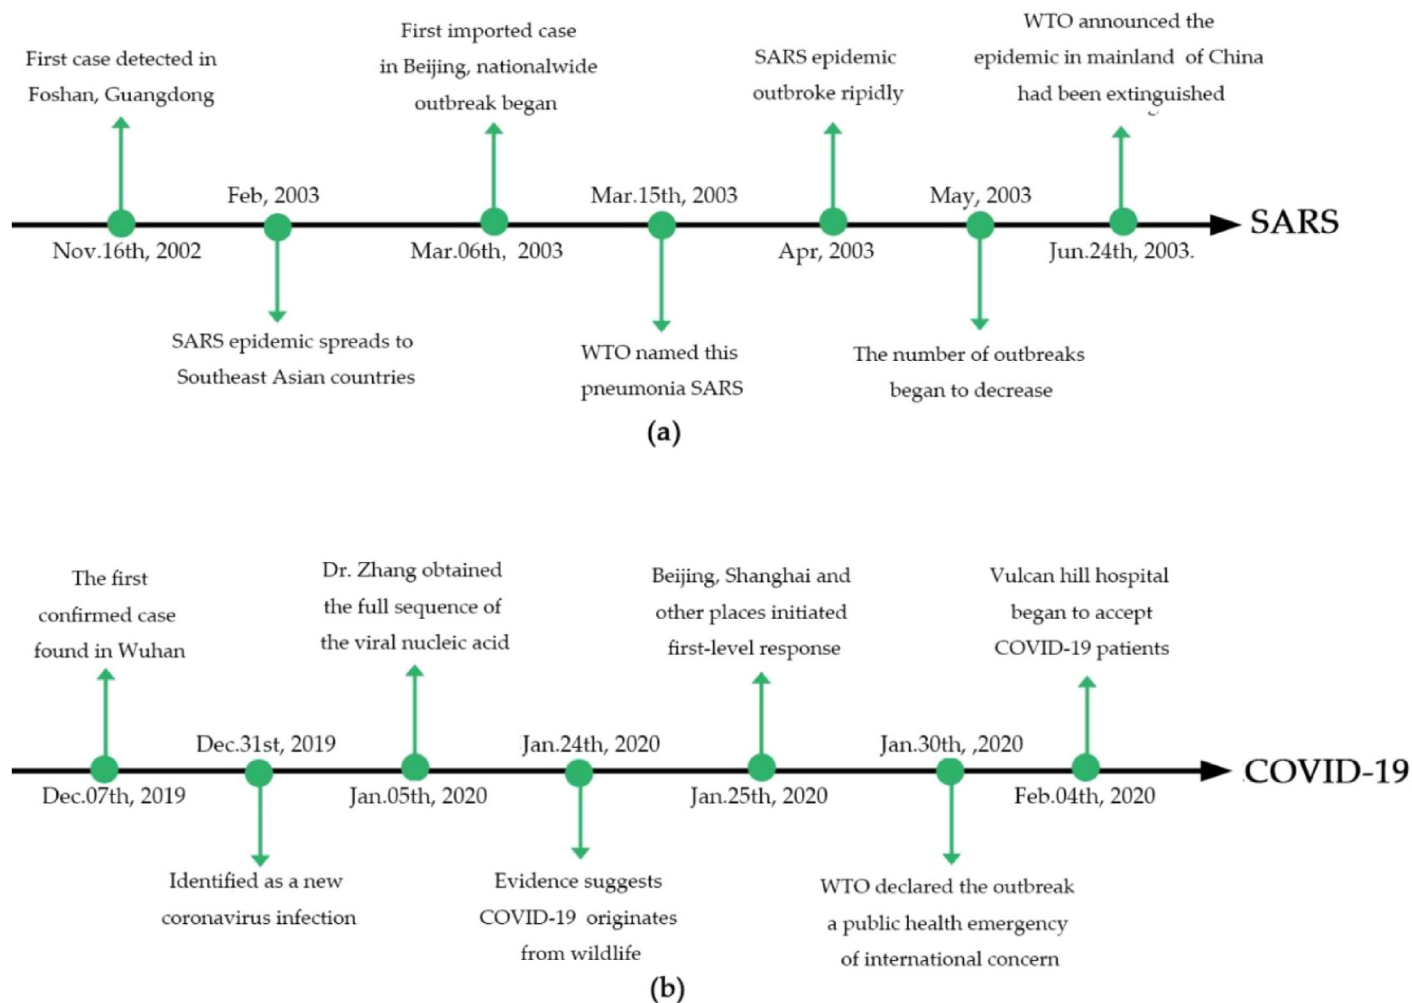 First case detected in
Foshan, Guangdong
First imported case
in Beijing, nationalwide
outbreak began
SARS epidemic
outbroke ripidly
WTO announced the
epidemic in mainland of China
had been extinguished
Feb, 2003
Mar.15th, 2003
May, 2003
SARS
Nov.16th, 2002
Mar.06th, 2003
Apr, 2003
Jun.24th, 2003.
SARS epidemic spreads to
Southeast Asian countries
WTO named this
pneumonia SARS
The number of outbreaks
began to decrease
(a)
The first
confirmed case
found in Wuhan
Dr. Zhang obtained
the full sequence of
the viral nucleic acid
Beijing, Shanghai and
other places initiated
first-level response
Vulcan hill hospital
began to accept
COVID-19 patients
Dec.31st, 2019
Jan.24th, 2020
Jan.30th, ,2020
COVID-19
Dec.07th, 2019
Jan.05th, 2020
Jan.25th, 2020
Feb.04th, 2020
Identified as a new
coronavirus infection
Evidence suggests
COVID-19 originates
from wildlife
WTO declared the outbreak
a public health emergency
of international concern
(b)